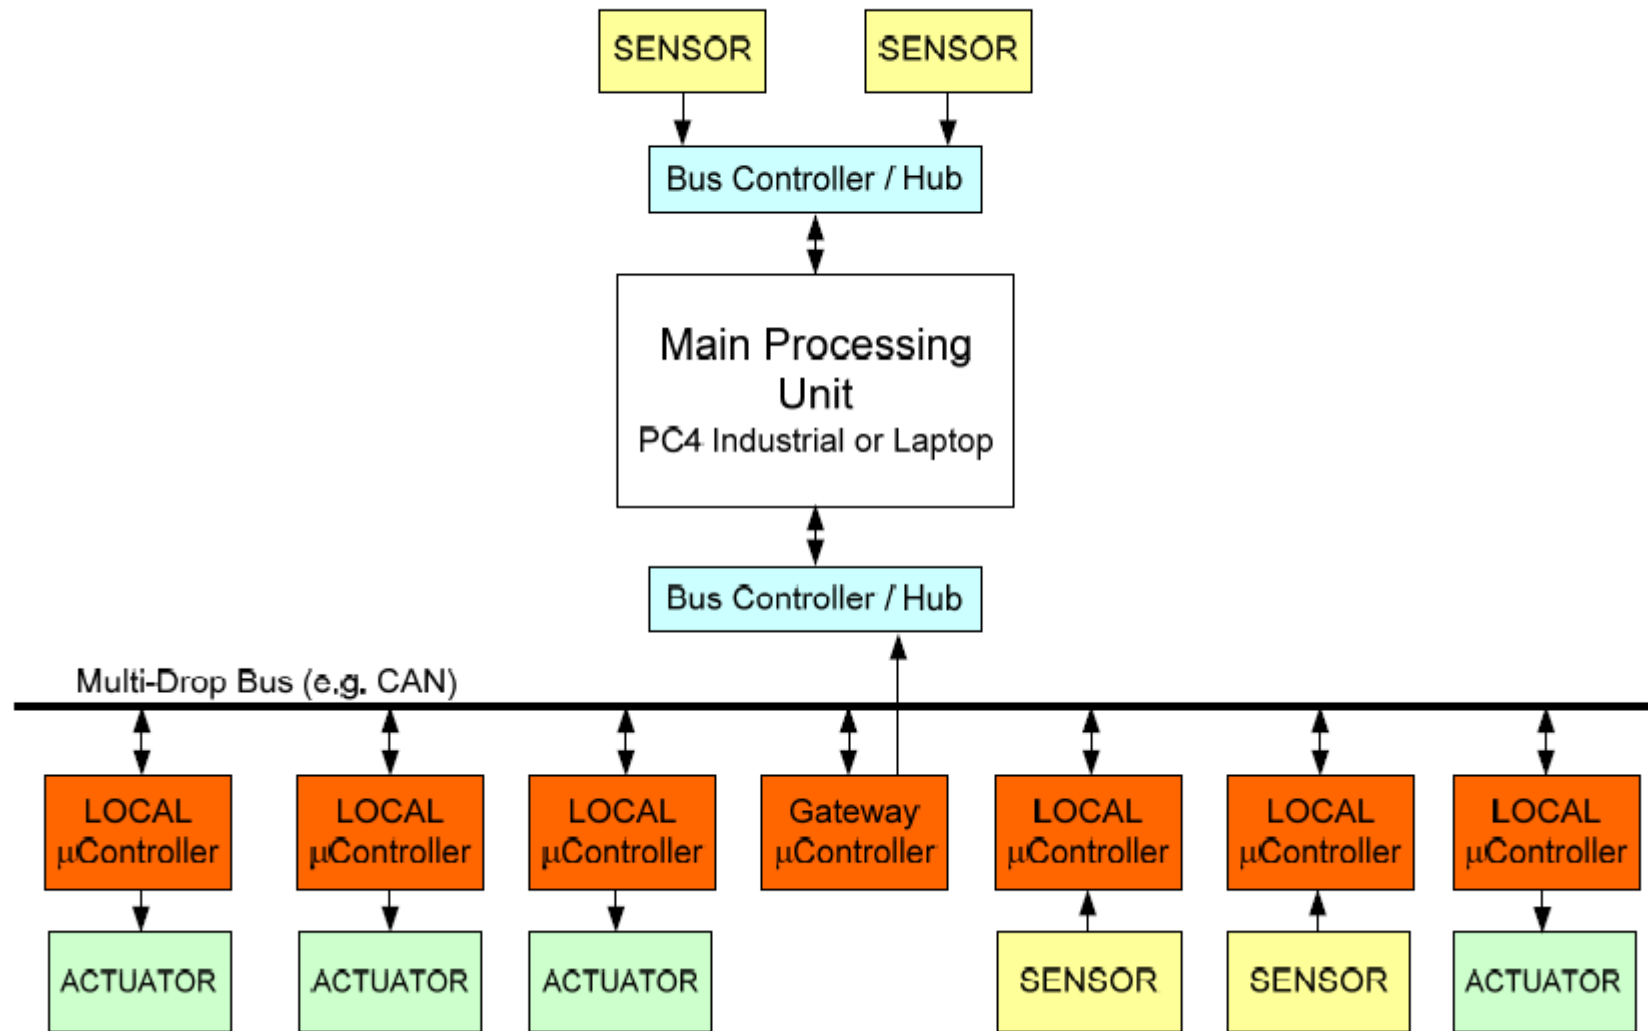 SENSOR
SENSOR
Bus Controller / Hub
Main Processing
Unit
PC4 Industrial or Laptop
Bus Controller / Hub
Multi-Drop Bus (e.g. CAN)
LOCAL
μController
LOCAL
μController
LOCAL
μController
Gateway
μController
LOCAL
μController
LOCAL
μController
LOCAL
μController
ACTUATOR
ACTUATOR
ACTUATOR
SENSOR
SENSOR
ACTUATOR